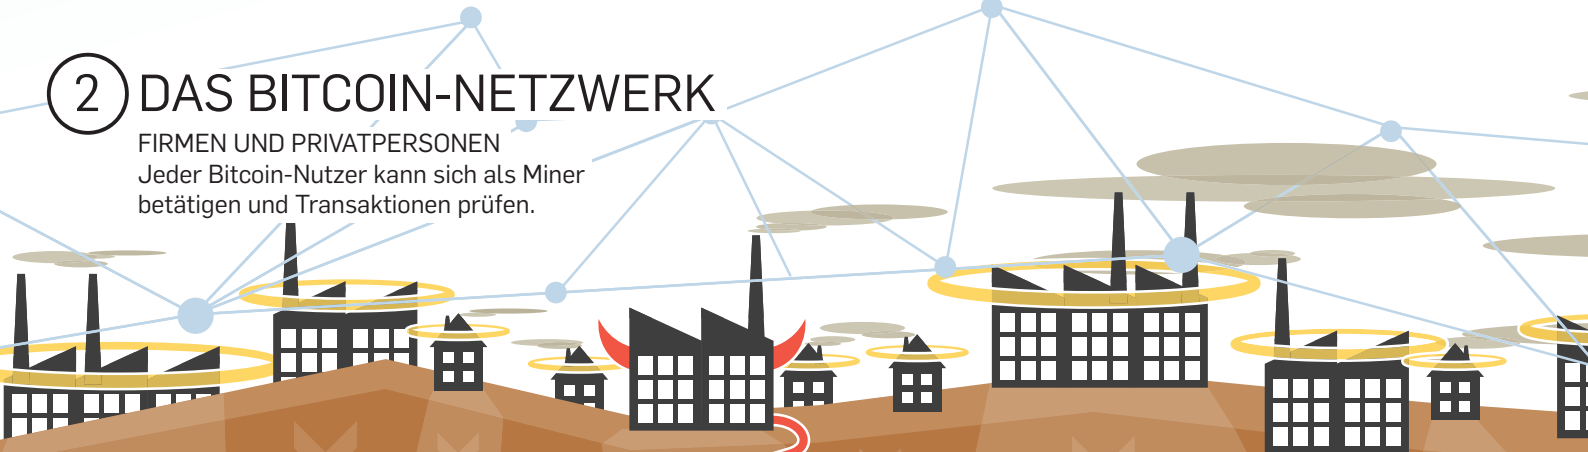 2 DAS BITCOIN-NETZWERK
FIRMEN UND PRIVATPERSONEN
Jeder Bitcoin-Nutzer kann sich als Miner
betätigen und Transaktionen prüfen.